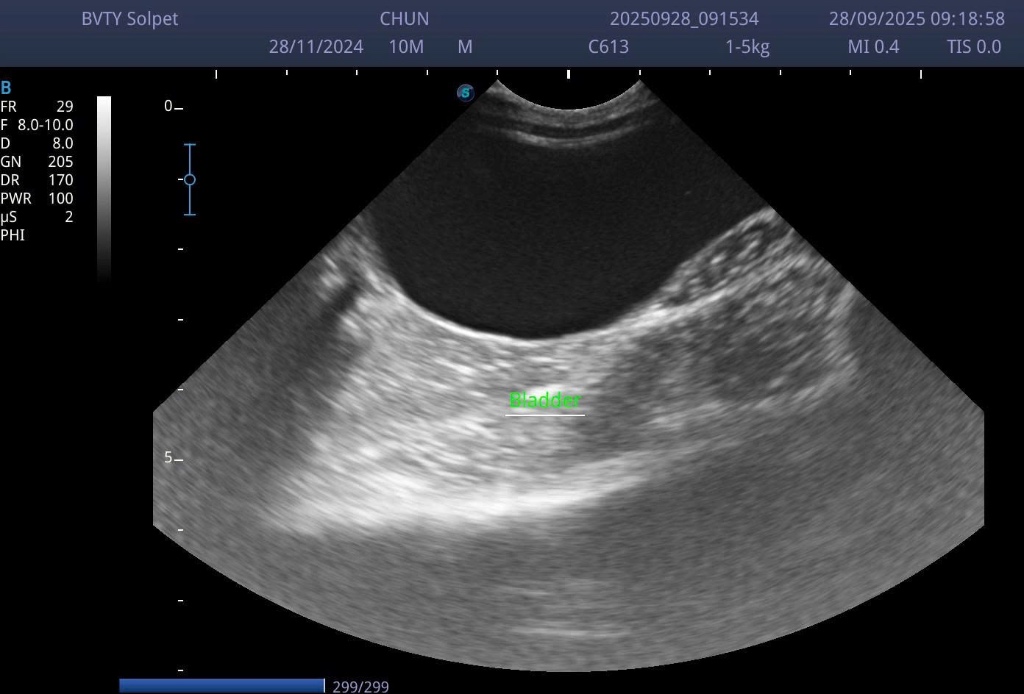 BVTY Solpet CHUN 20250928_091534 28/09/2025 09:18:58
28/11/2024 10M M C613 1-5kg MI 0.4 TIS 0.0
B
FR 29
F 8.0-10.0
D 8.0
GN 205
DR 170
PWR 100
µS 2
PHI
0
5
Bladder
299/299